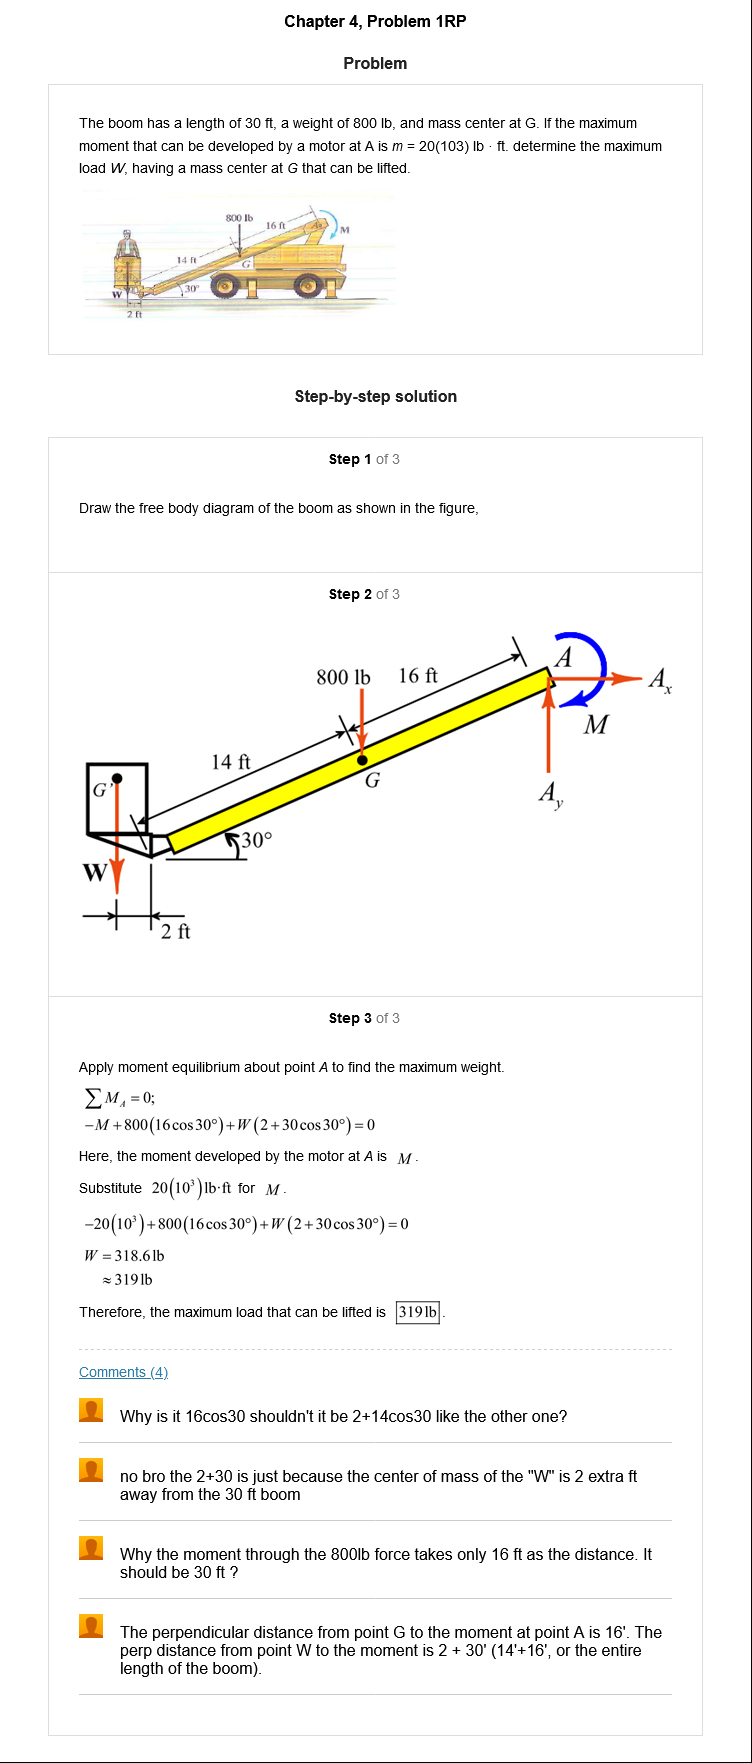 Chapter 4, Problem 1RP
Problem
The boom has a length of 30 ft, a weight of 800 lb, and mass center at G. If the maximum
moment that can be developed by a motor at A is m = 20(103) lb · ft. determine the maximum
load W, having a mass center at G that can be lifted.
800 lb
16 ft
A
M
14 ft
G
30°
W
2 ft
Step-by-step solution
Step 1 of 3
Draw the free body diagram of the boom as shown in the figure,
Step 2 of 3
800 lb
16 ft
A
Aₓ
M
14 ft
G
G'
A_y
30°
W
2 ft
Step 3 of 3
Apply moment equilibrium about point A to find the maximum weight.
∑M_A = 0;
−M + 800(16 cos 30°) + W(2 + 30 cos 30°) = 0
Here, the moment developed by the motor at A is M.
Substitute 20(10³) lb·ft for M.
−20(10³) + 800(16 cos 30°) + W(2 + 30 cos 30°) = 0
W = 318.6 lb
≈ 319 lb
Therefore, the maximum load that can be lifted is 319 lb.
Comments (4)
Why is it 16cos30 shouldn't it be 2+14cos30 like the other one?
no bro the 2+30 is just because the center of mass of the "W" is 2 extra ft
away from the 30 ft boom
Why the moment through the 800lb force takes only 16 ft as the distance. It
should be 30 ft ?
The perpendicular distance from point G to the moment at point A is 16'. The
perp distance from point W to the moment is 2 + 30' (14'+16', or the entire
length of the boom).